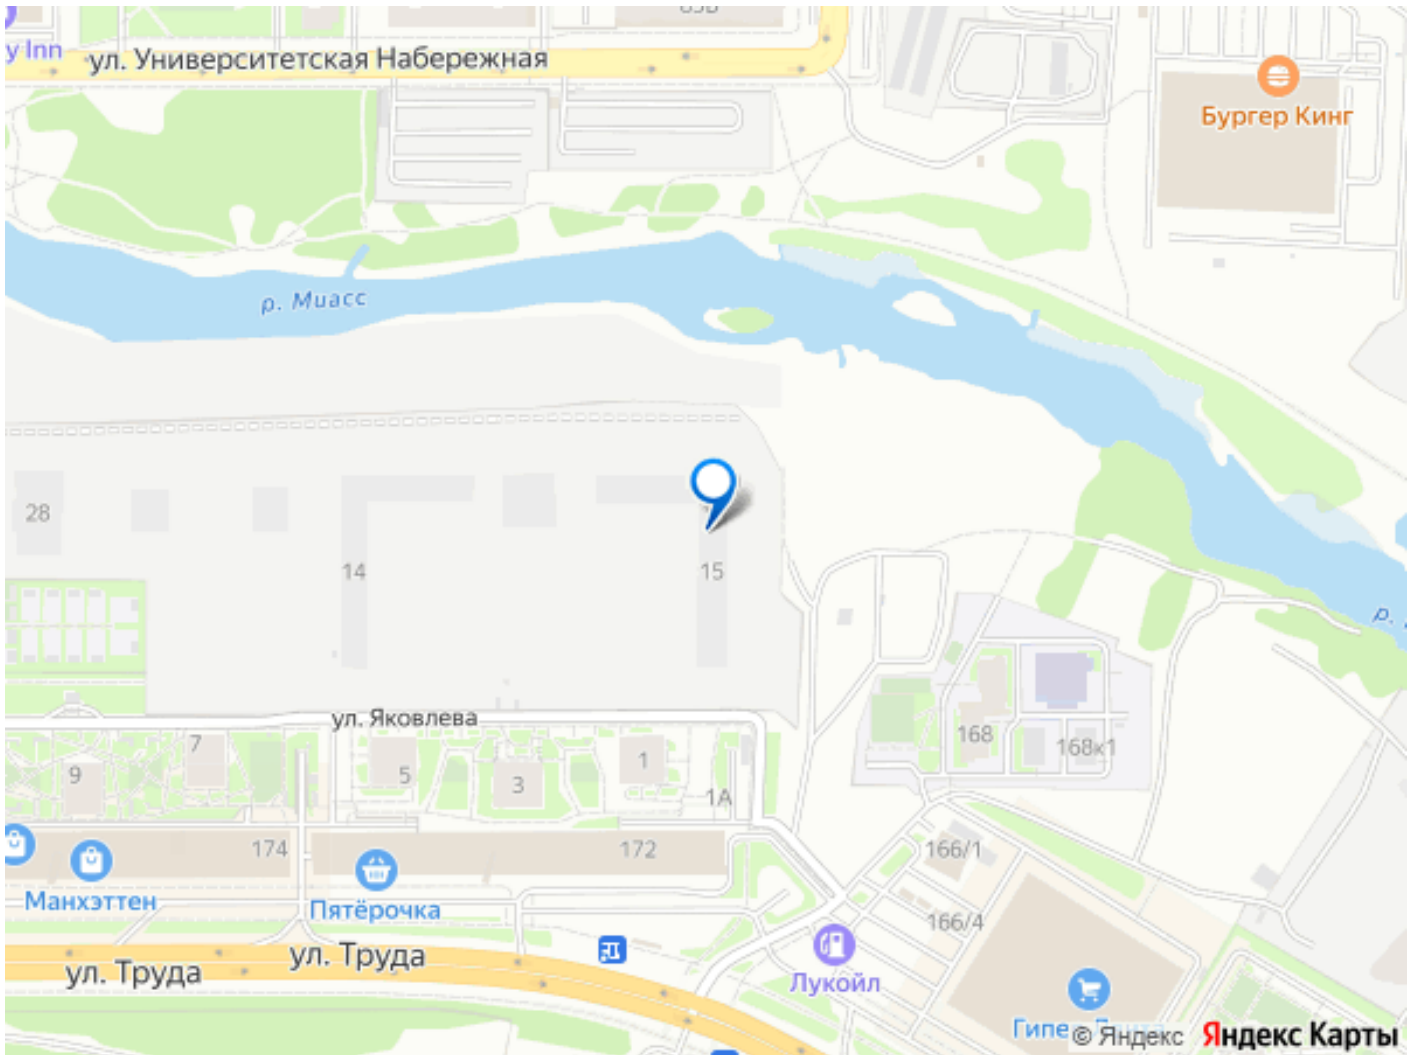 y Inn
ул. Университетская Набережная
Бургер Кинг
р. Миасс
28
14
15
р.
ул. Яковлева
7
9
5
3
1
1А
168
168к1
174
172
166/1
166/4
Манхэттен
Пятёрочка
ул. Труда
ул. Труда
Лукойл
© Яндекс
Яндекс Карты